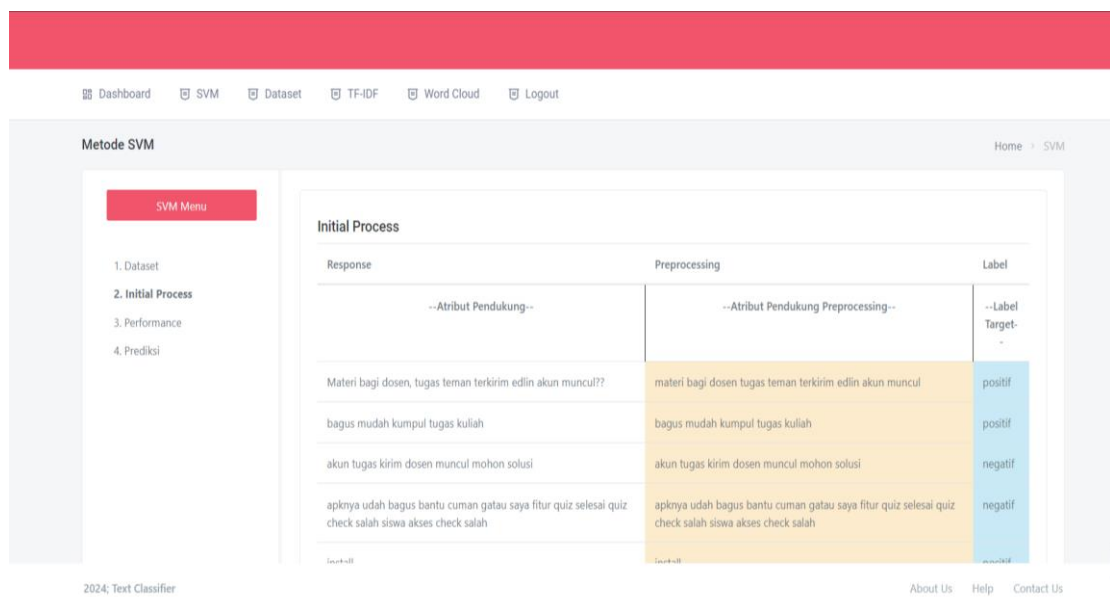 Dashboard SVM Dataset TF-IDF Word Cloud Logout
Metode SVM
Home SVM
SVM Menu
1. Dataset
2. Initial Process
3. Performance
4. Prediksi
Initial Process
Response Preprocessing Label
--Atribut Pendukung-- --Atribut Pendukung Preprocessing-- --Label
Target-
-
Materi bagi dosen, tugas teman terkirim edlin akun muncul?? materi bagi dosen tugas teman terkirim edlin akun muncul positif
bagus mudah kumpul tugas kuliah bagus mudah kumpul tugas kuliah positif
akun tugas kirim dosen muncul mohon solusi akun tugas kirim dosen muncul mohon solusi negatif
apknya udah bagus bantu cuman gatau saya fitur quiz selesai quiz apknya udah bagus bantu cuman gatau saya fitur quiz selesai quiz negatif
check salah siswa akses check salah check salah siswa akses check salah
install install positif
2024; Text Classifier
About Us Help Contact Us